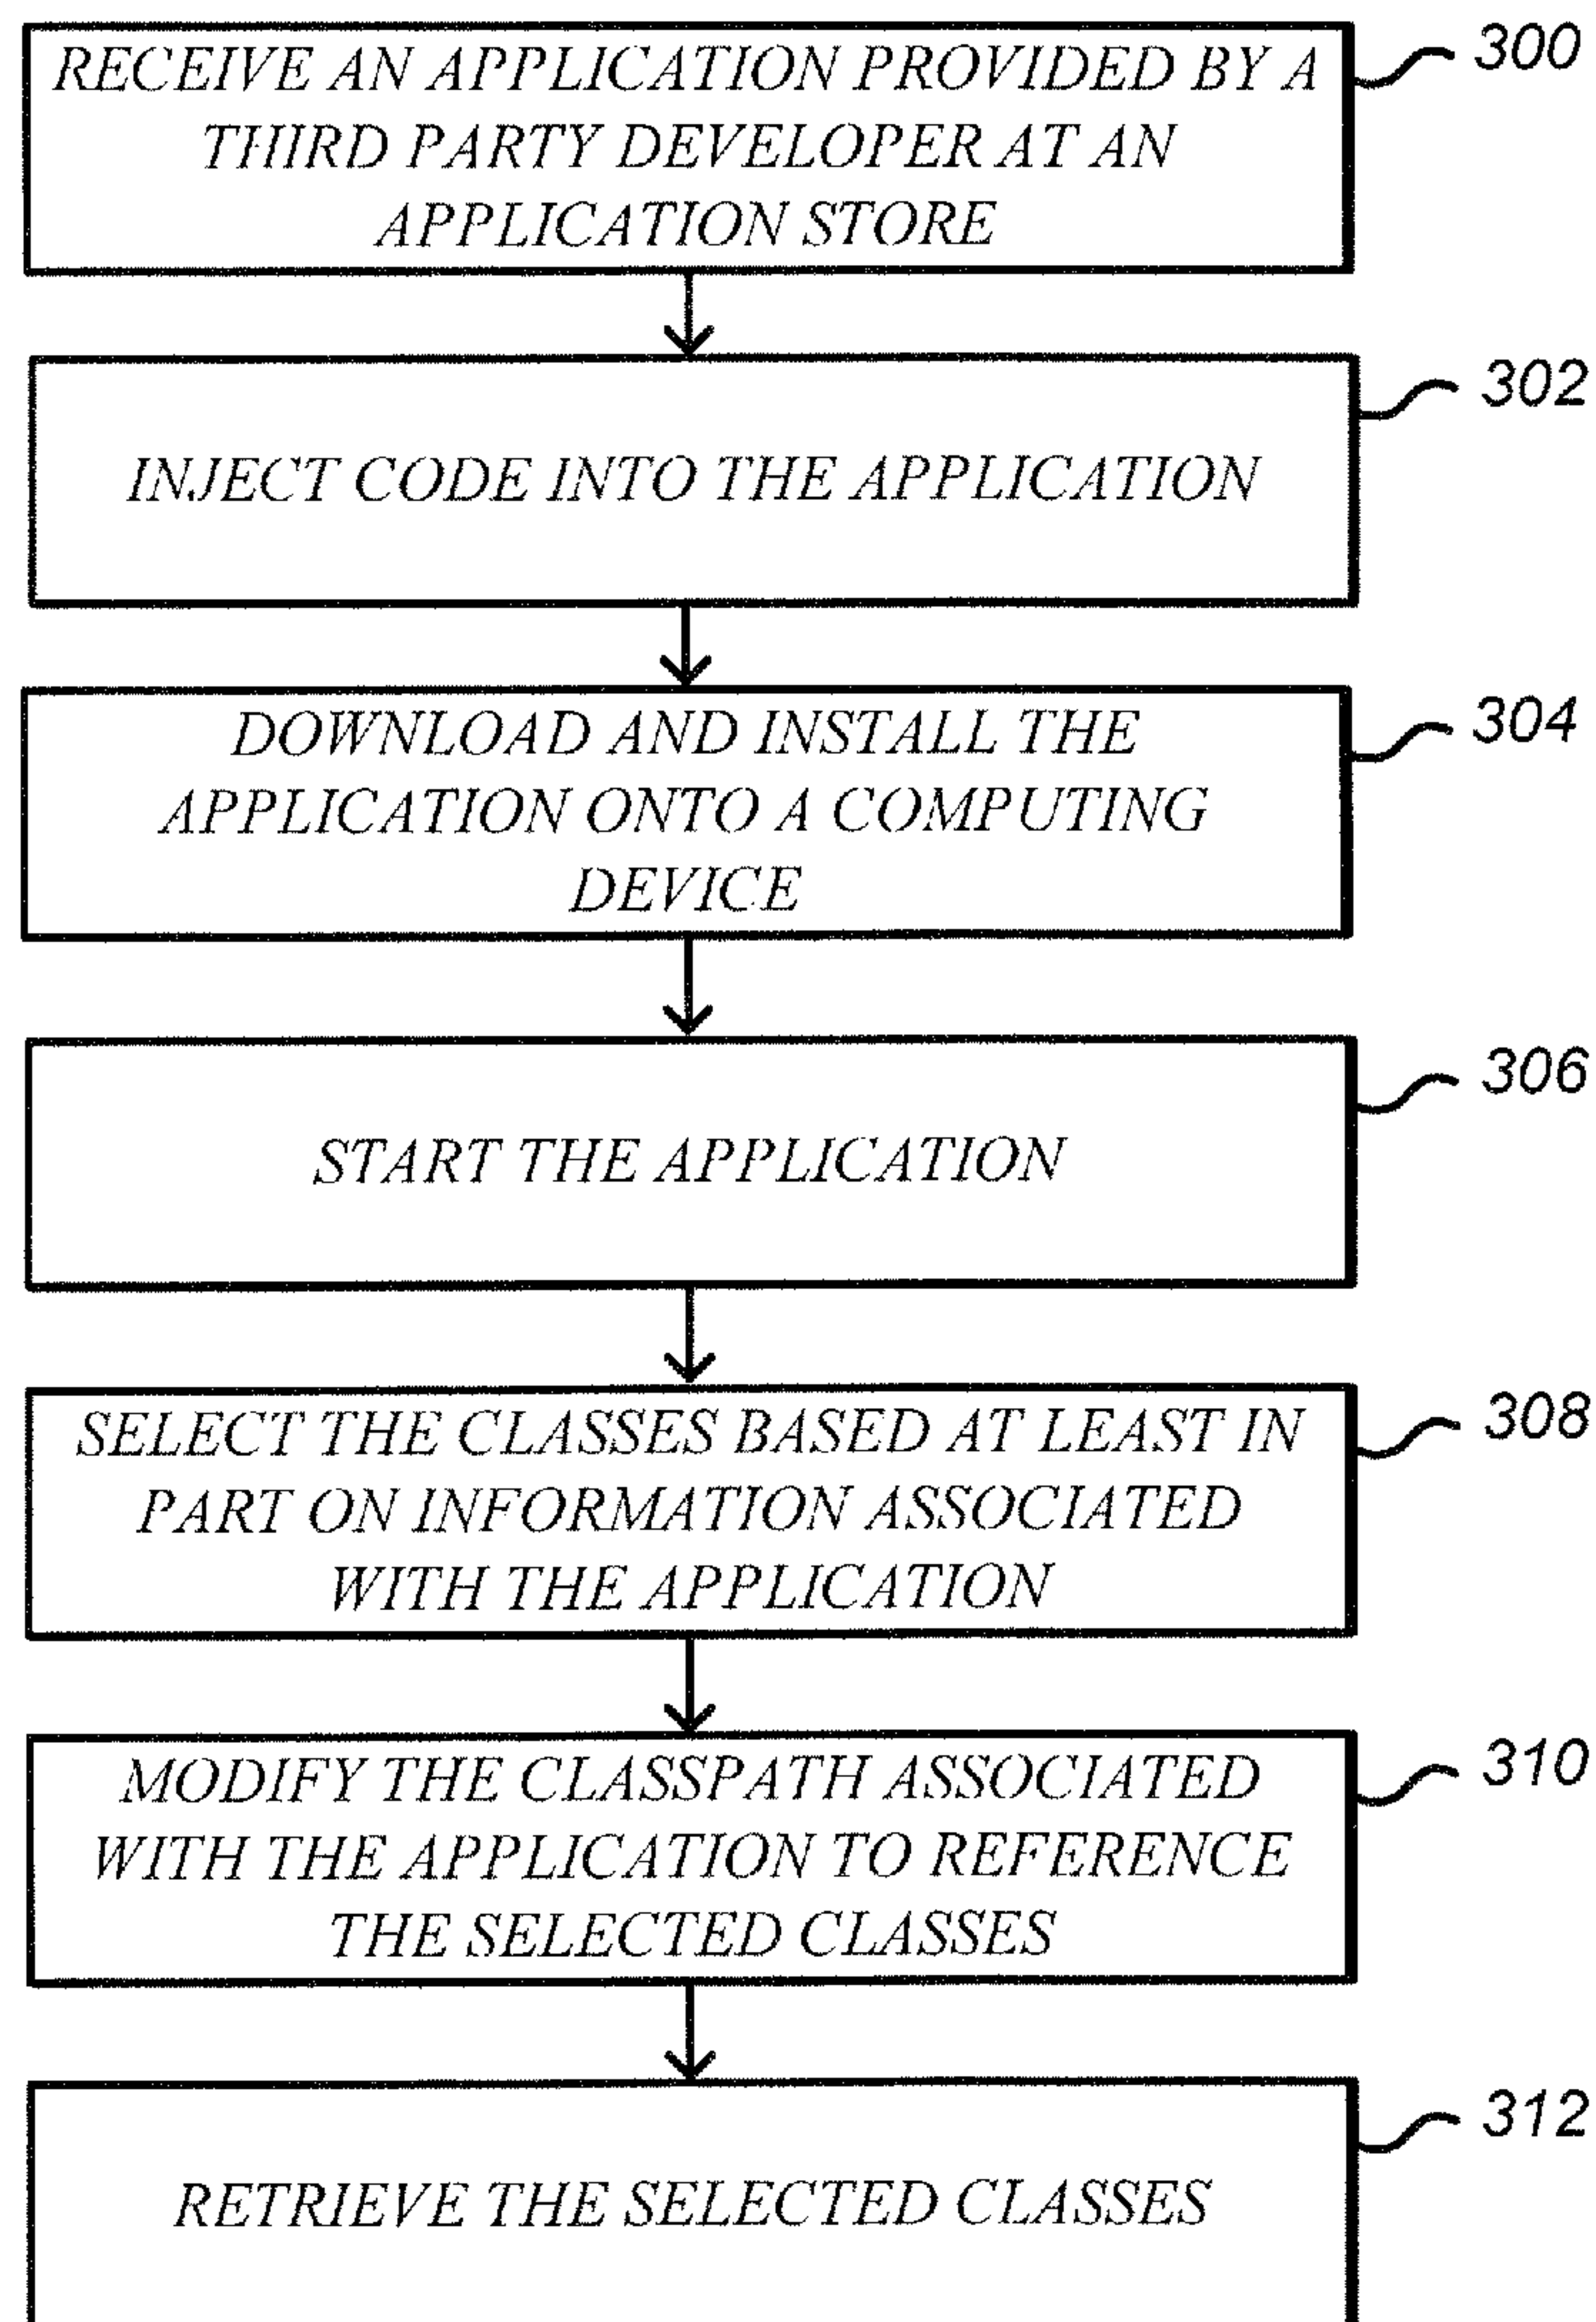 RECEIVE AN APPLICATION PROVIDED BY A
THIRD PARTY DEVELOPER AT AN
APPLICATION STORE
300
INJECT CODE INTO THE APPLICATION
302
DOWNLOAD AND INSTALL THE
APPLICATION ONTO A COMPUTING
DEVICE
304
START THE APPLICATION
306
SELECT THE CLASSES BASED AT LEAST IN
PART ON INFORMATION ASSOCIATED
WITH THE APPLICATION
308
MODIFY THE CLASSPATH ASSOCIATED
WITH THE APPLICATION TO REFERENCE
THE SELECTED CLASSES
310
RETRIEVE THE SELECTED CLASSES
312